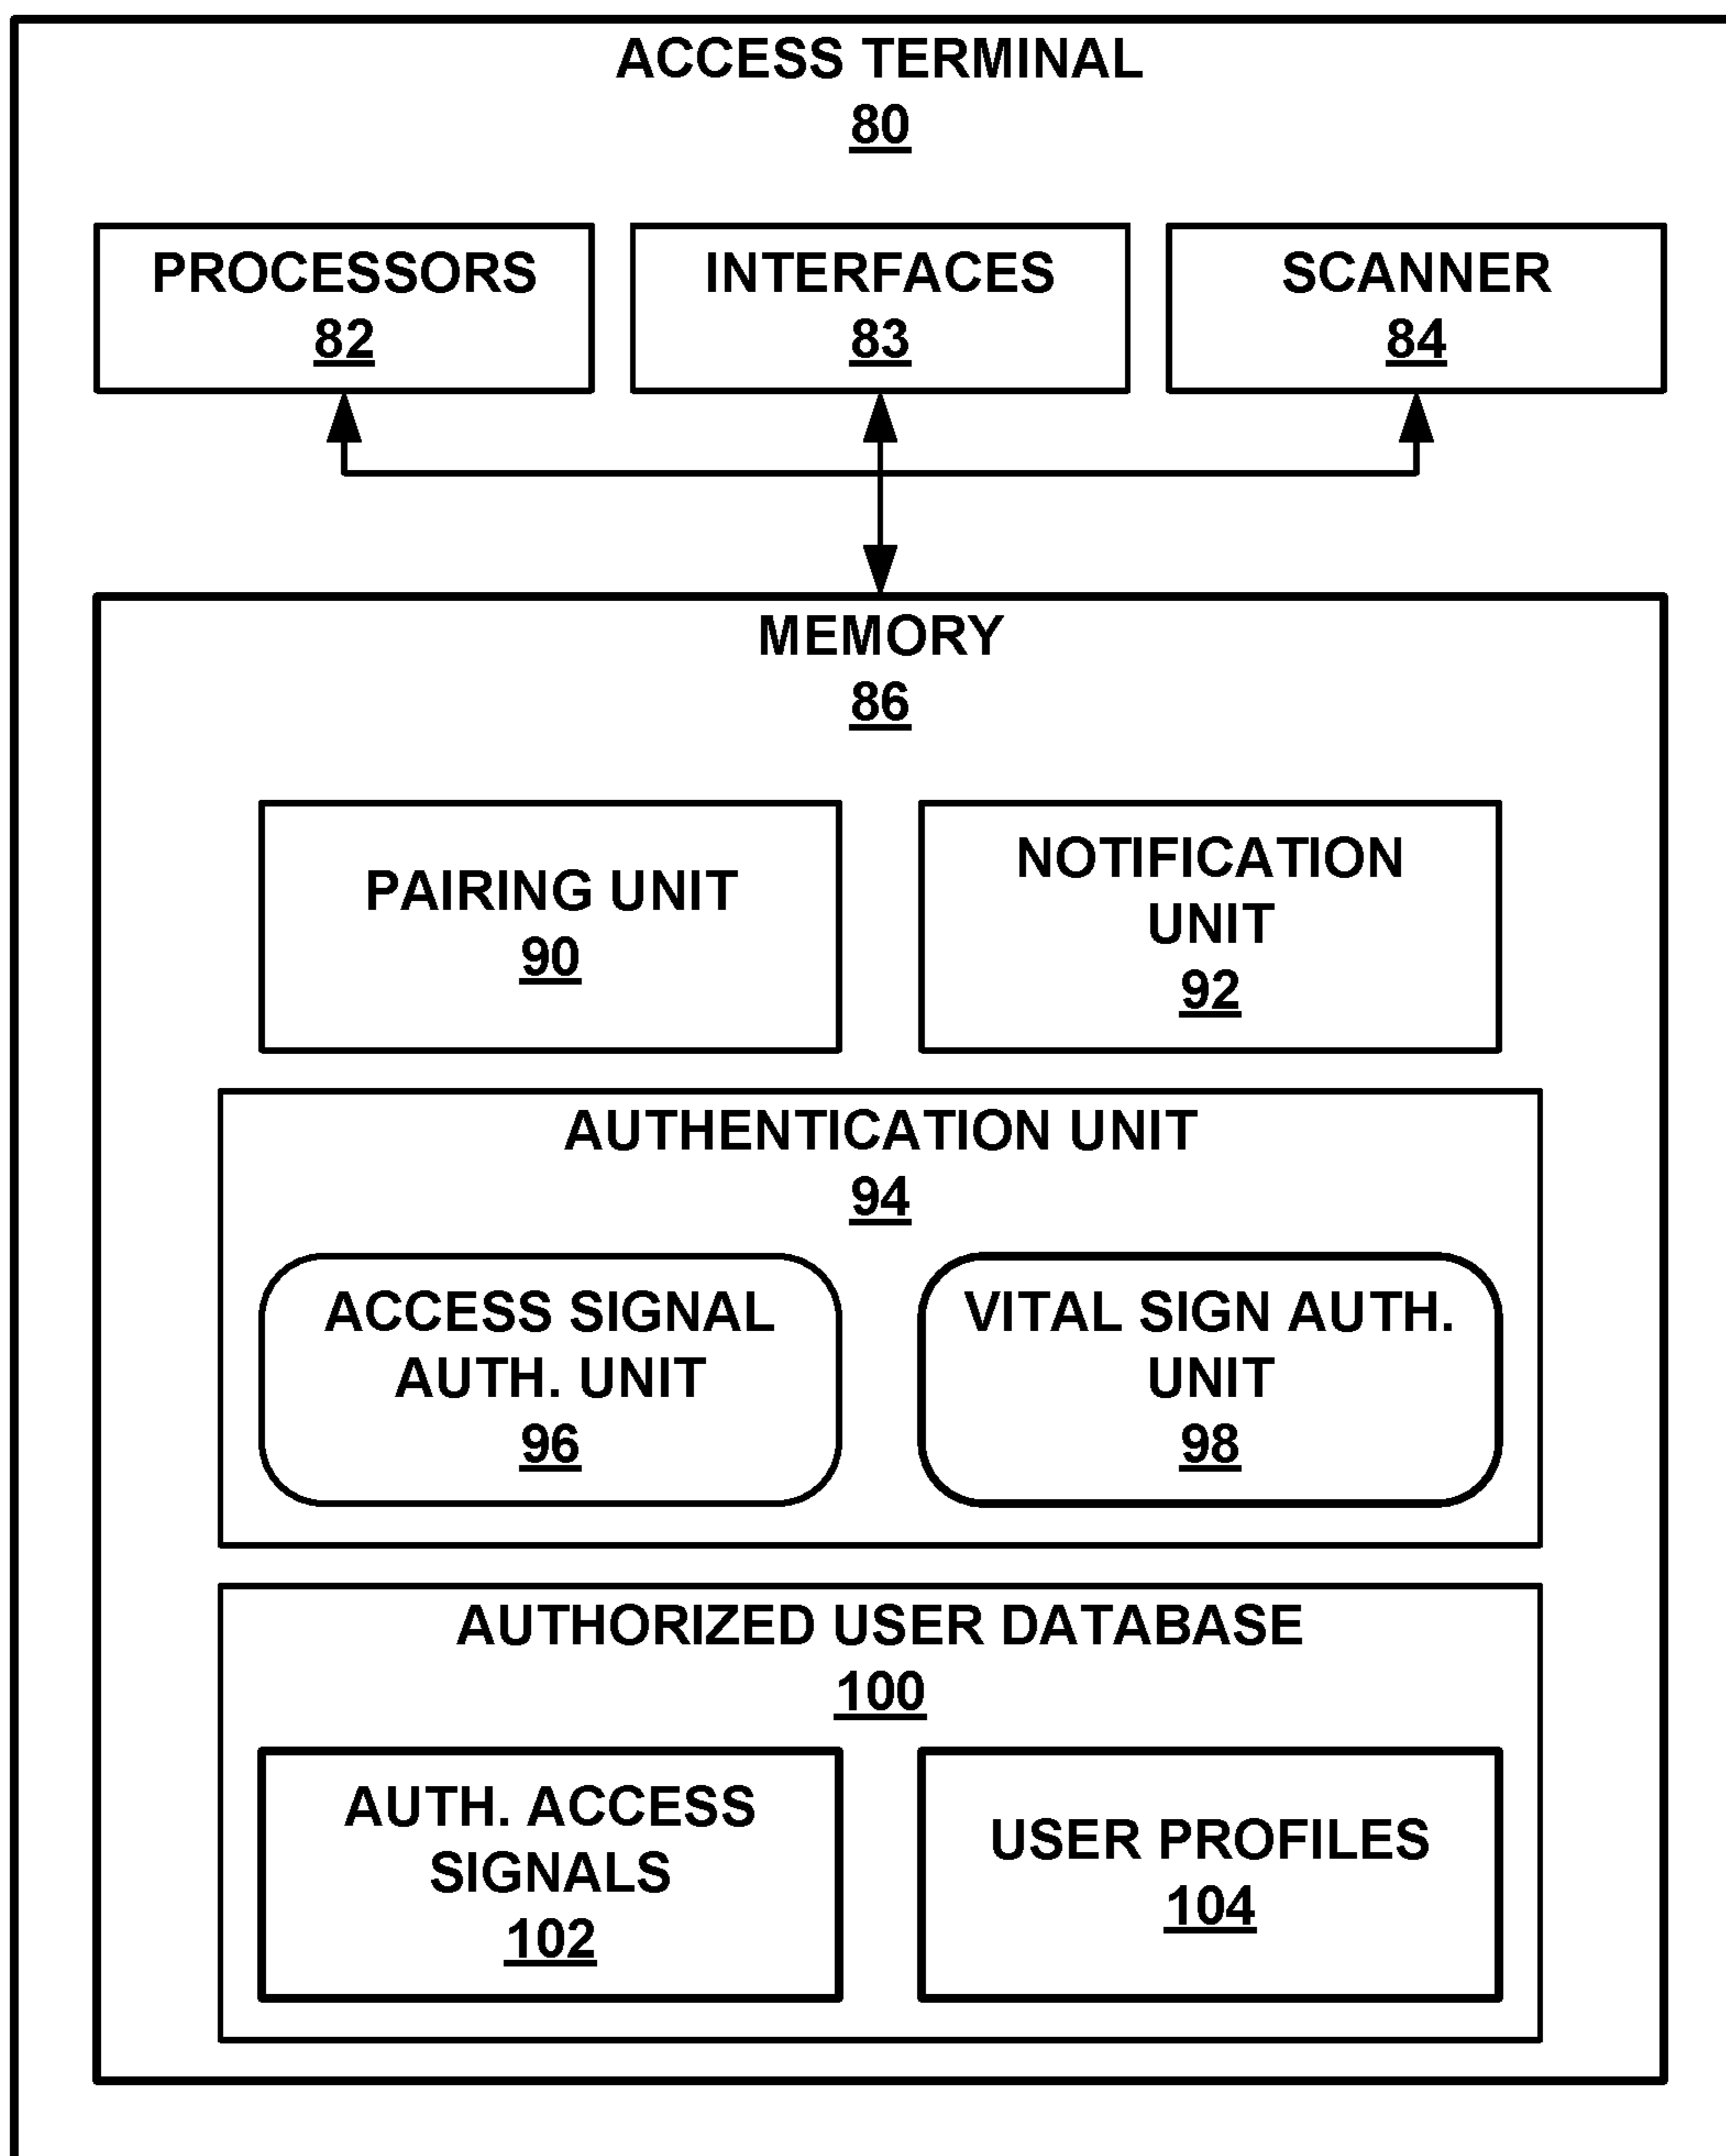 ACCESS TERMINAL
80
PROCESSORS
82
INTERFACES
83
SCANNER
84
MEMORY
86
PAIRING UNIT
90
NOTIFICATION
UNIT
92
AUTHENTICATION UNIT
94
ACCESS SIGNAL
AUTH. UNIT
96
VITAL SIGN AUTH.
UNIT
98
AUTHORIZED USER DATABASE
100
AUTH. ACCESS
SIGNALS
102
USER PROFILES
104